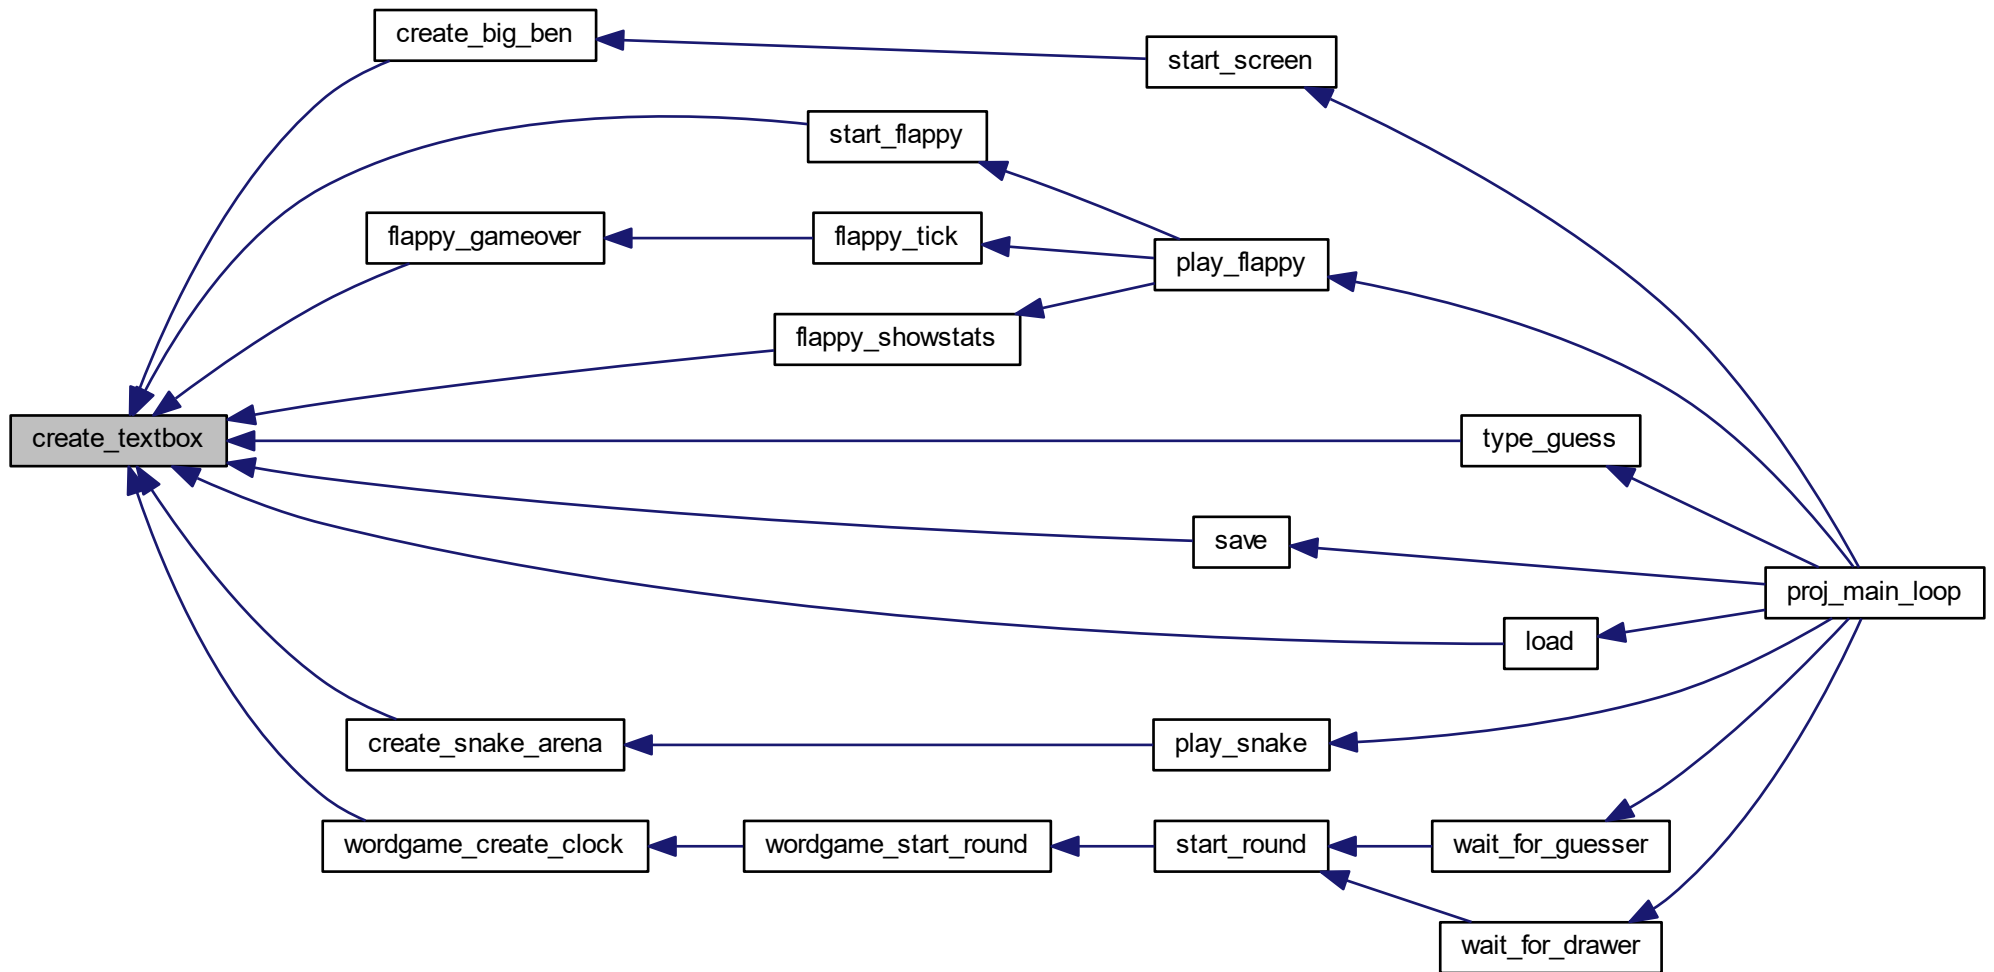 create_big_ben
start_screen
start_flappy
flappy_gameover
flappy_tick
play_flappy
flappy_showstats
create_textbox
type_guess
save
proj_main_loop
load
create_snake_arena
play_snake
wordgame_create_clock
wordgame_start_round
start_round
wait_for_guesser
wait_for_drawer